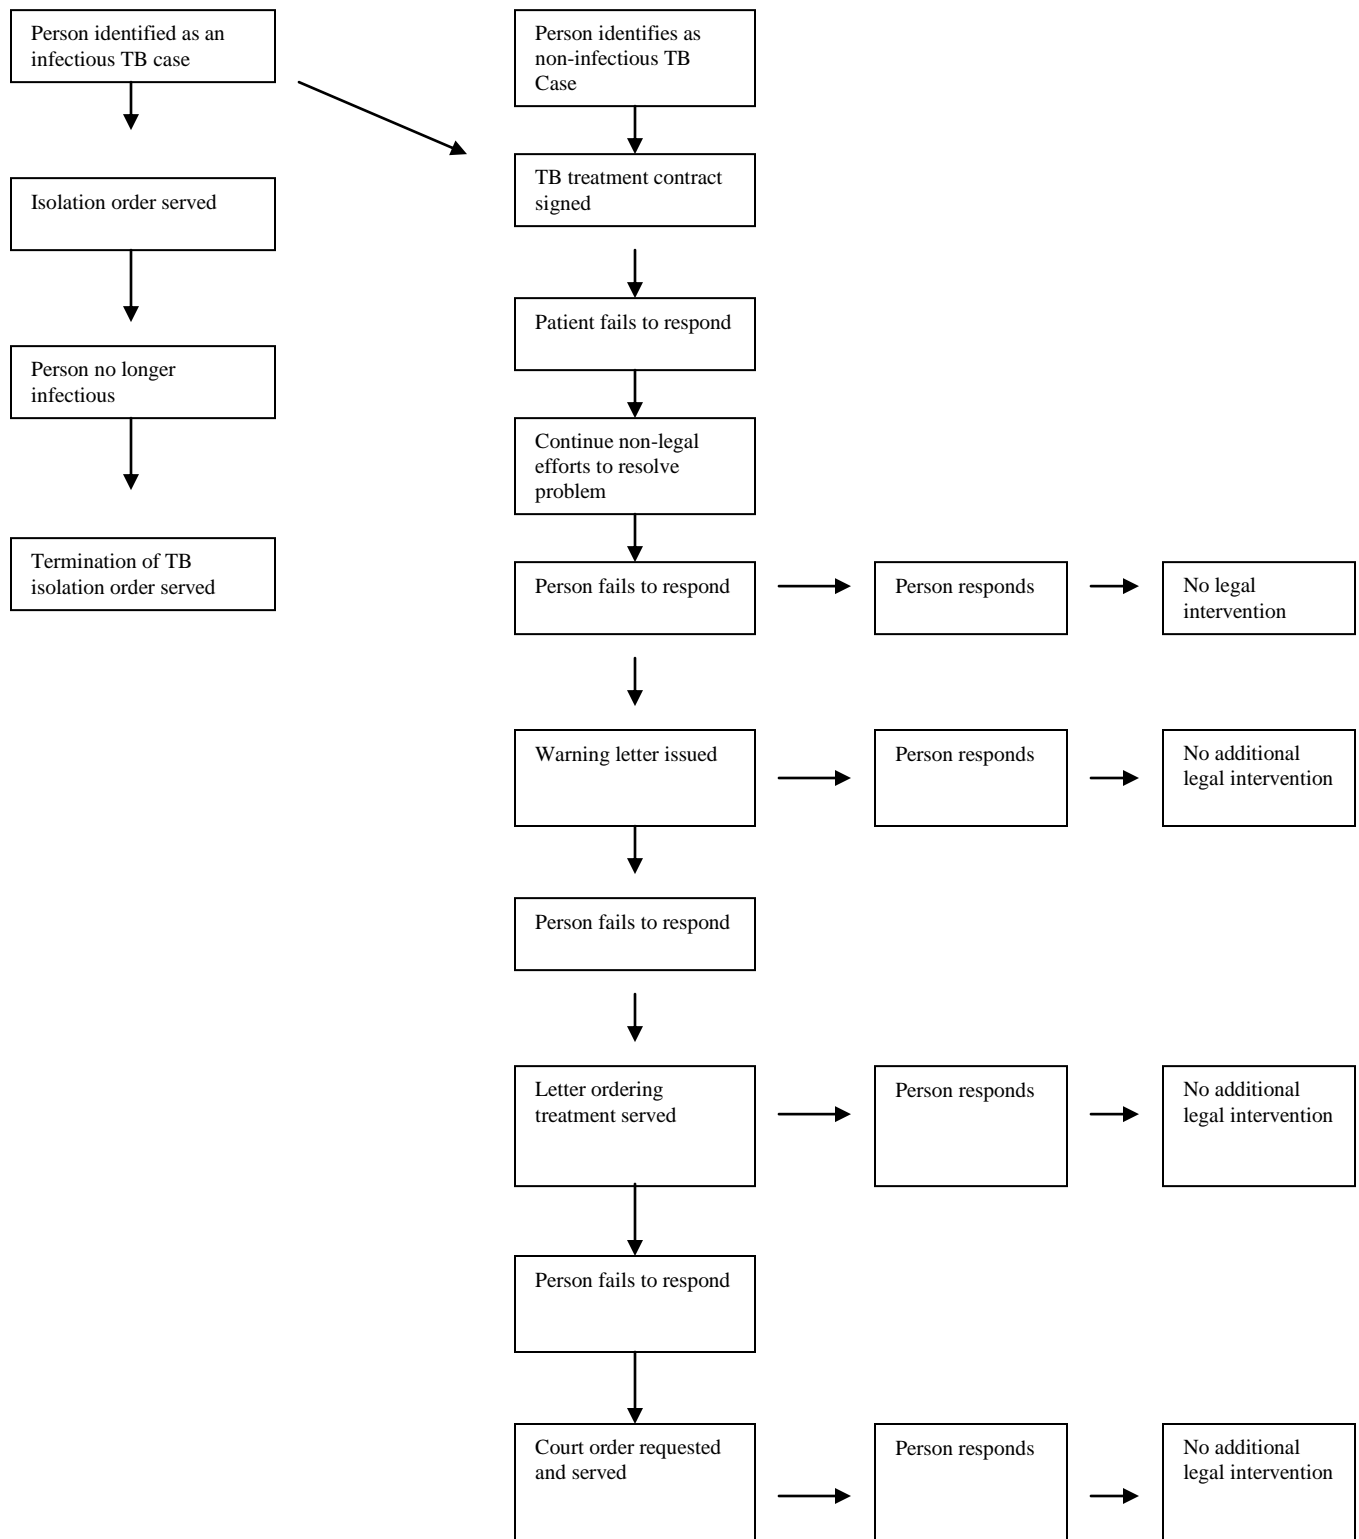 Person identified as an
infectious TB case
Person identifies as
non-infectious TB
Case
TB treatment contract
signed
Isolation order served
Patient fails to respond
Person no longer
infectious
Continue non-legal
efforts to resolve
problem
Termination of TB
isolation order served
Person fails to respond
Person responds
No legal
intervention
Warning letter issued
Person responds
No additional
legal intervention
Person fails to respond
Letter ordering
treatment served
Person responds
No additional
legal intervention
Person fails to respond
Court order requested
and served
Person responds
No additional
legal intervention